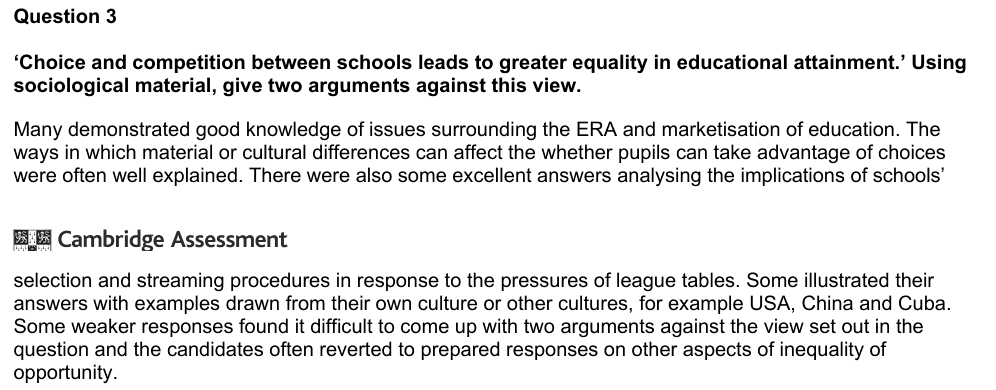 Question 3
‘Choice and competition between schools leads to greater equality in educational attainment.’ Using
sociological material, give two arguments against this view.
Many demonstrated good knowledge of issues surrounding the ERA and marketisation of education. The
ways in which material or cultural differences can affect the whether pupils can take advantage of choices
were often well explained. There were also some excellent answers analysing the implications of schools’
Cambridge Assessment
selection and streaming procedures in response to the pressures of league tables. Some illustrated their
answers with examples drawn from their own culture or other cultures, for example USA, China and Cuba.
Some weaker responses found it difficult to come up with two arguments against the view set out in the
question and the candidates often reverted to prepared responses on other aspects of inequality of
opportunity.